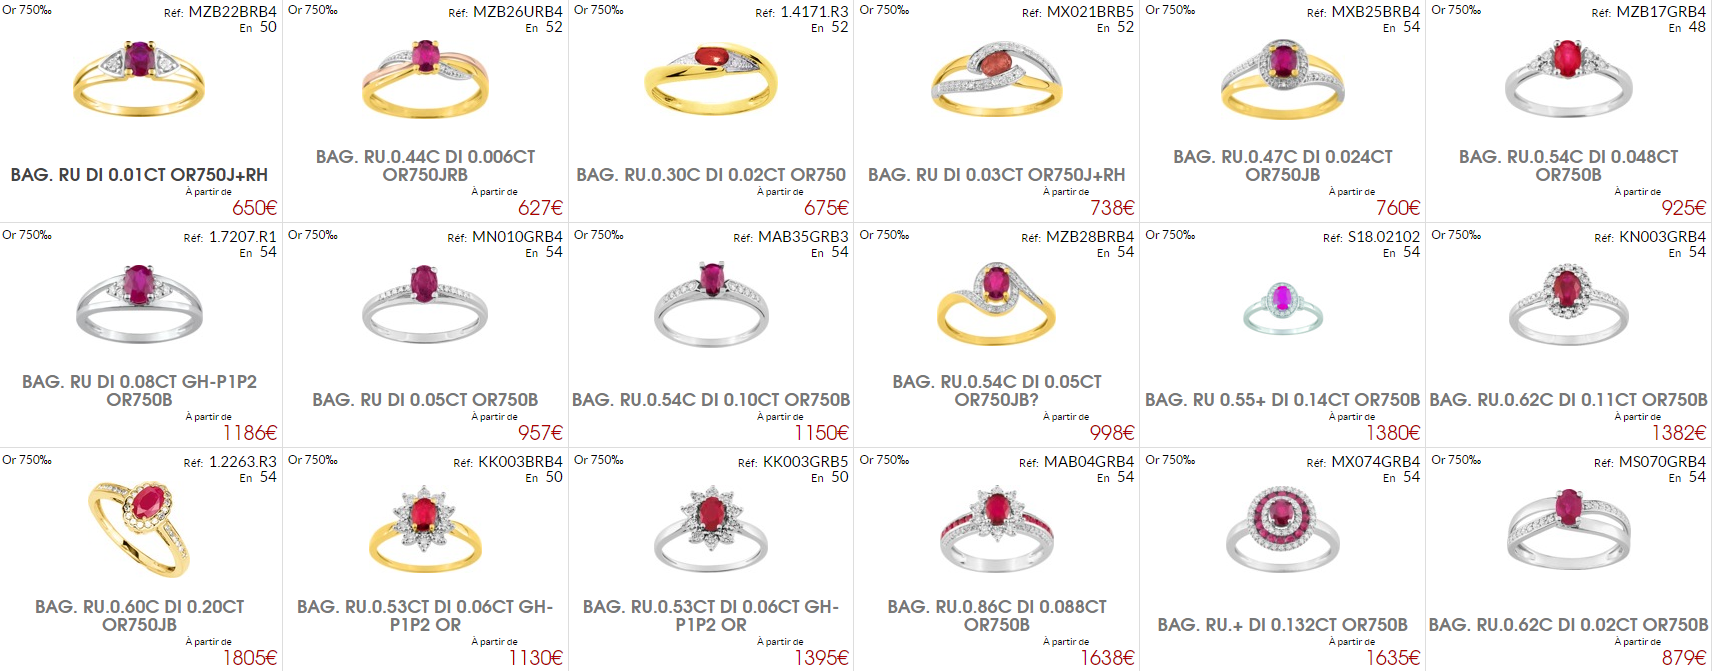 Or 750‰ Réf: MZB22BRB4
En 50
BAG. RU DI 0.01CT OR750J+RH
À partir de
650€
Or 750‰ Réf: MZB26URB4
En 52
BAG. RU.0.44C DI 0.006CT
OR750JRB
À partir de
627€
Or 750‰ Réf: 1.4171.R3
En 52
BAG. RU.0.30C DI 0.02CT OR750
À partir de
675€
Réf: MX021BRB5
Or 750‰
En 52
BAG. RU DI 0.03CT OR750J+RH
À partir de
738€
Or 750‰ Réf: MXB25BRB4
En 54
BAG. RU.0.47C DI 0.024CT
OR750JB
À partir de
760€
Or 750‰ Réf: MZB17GRB4
En 48
BAG. RU.0.54C DI 0.048CT
OR750B
À partir de
925€
Or 750‰ Réf: 1.7207.R1
En 54
BAG. RU DI 0.08CT GH-P1P2
OR750B
À partir de
1186€
Or 750‰ Réf: MN010GRB4
En 54
BAG. RU DI 0.05CT OR750B
À partir de
957€
Or 750‰ Réf: MAB35GRB3
En 54
BAG. RU.0.54C DI 0.10CT OR750B
À partir de
1150€
Or 750‰ Réf: MZB28BRB4
En 54
BAG. RU.0.54C DI 0.05CT
OR750JB?
À partir de
998€
Or 750‰ Réf: S18.02102
En 54
BAG. RU 0.55+ DI 0.14CT OR750B
À partir de
1380€
Or 750‰ Réf: KN003GRB4
En 54
BAG. RU.0.62C DI 0.11CT OR750B
À partir de
1382€
Or 750‰ Réf: 1.2263.R3
En 54
BAG. RU.0.60C DI 0.20CT
OR750JB
À partir de
1805€
Or 750‰ Réf: KK003BRB4
En 50
BAG. RU.0.53CT DI 0.06CT GH-
P1P2 OR
À partir de
1130€
Or 750‰ Réf: KK003GRB5
En 50
BAG. RU.0.53CT DI 0.06CT GH-
P1P2 OR
À partir de
1395€
Or 750‰ Réf: MAB04GRB4
En 54
BAG. RU.0.86C DI 0.088CT
OR750B
À partir de
1638€
Or 750‰ Réf: MX074GRB4
En 54
BAG. RU.+ DI 0.132CT OR750B
À partir de
1635€
Or 750‰ Réf: MS070GRB4
En 54
BAG. RU.0.62C DI 0.02CT OR750B
À partir de
879€